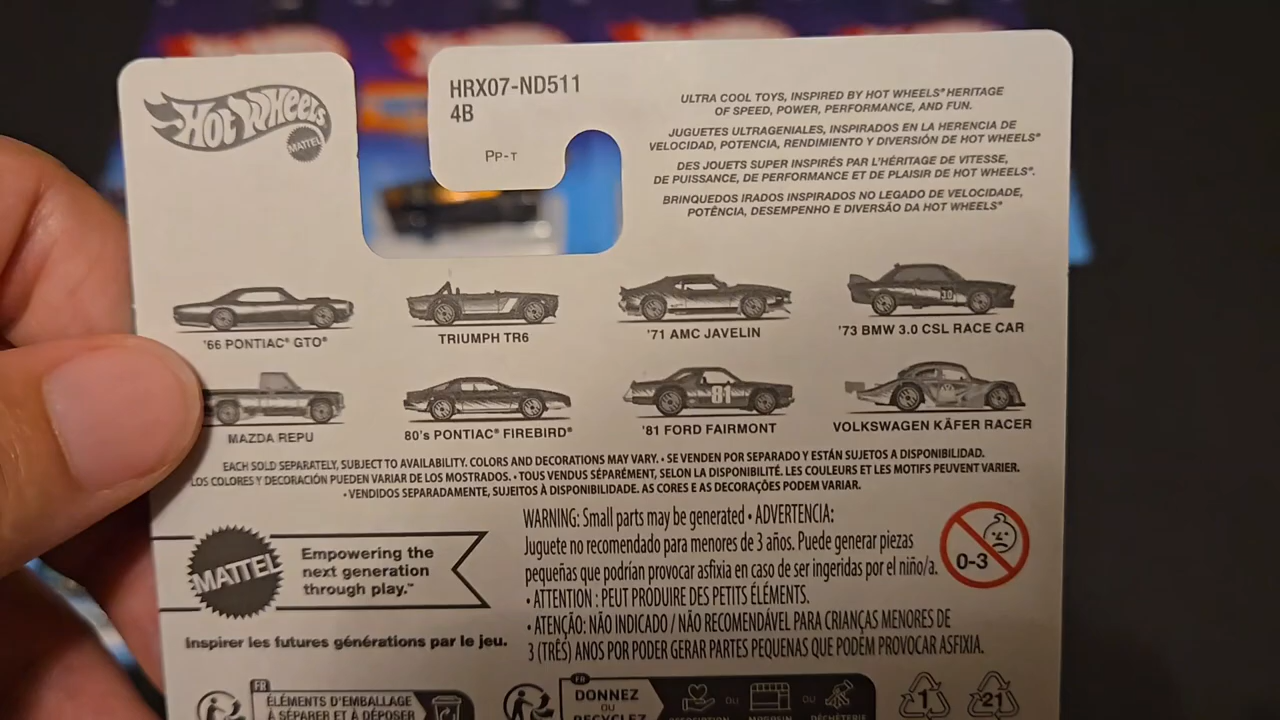 HOT WHEELS
MATTEL
HRX07-ND511
4B
PP-T
ULTRA COOL TOYS, INSPIRED BY HOT WHEELS® HERITAGE
OF SPEED, POWER, PERFORMANCE, AND FUN.
JUGUETES ULTRAGENIALES, INSPIRADOS EN LA HERENCIA DE
VELOCIDAD, POTENCIA, RENDIMIENTO Y DIVERSIÓN DE HOT WHEELS®
DES JOUETS SUPER INSPIRÉS PAR L'HÉRITAGE DE VITESSE,
DE PUISSANCE, DE PERFORMANCE ET DE PLAISIR DE HOT WHEELS®.
BRINQUEDOS IRADOS INSPIRADOS NO LEGADO DE VELOCIDADE,
POTÊNCIA, DESEMPENHO E DIVERSÃO DA HOT WHEELS®
30
'66 PONTIAC® GTO®
TRIUMPH TR6
'71 AMC JAVELIN
'73 BMW 3.0 CSL RACE CAR
81
MAZDA REPU
80's PONTIAC® FIREBIRD®
'81 FORD FAIRMONT
VOLKSWAGEN KÄFER RACER
EACH SOLD SEPARATELY, SUBJECT TO AVAILABILITY. COLORS AND DECORATIONS MAY VARY. • SE VENDEN POR SEPARADO Y ESTÁN SUJETOS A DISPONIBILIDAD.
LOS COLORES Y DECORACIÓN PUEDEN VARIAR DE LOS MOSTRADOS. • TOUS VENDUS SÉPARÉMENT, SELON LA DISPONIBILITÉ. LES COULEURS ET LES MOTIFS PEUVENT VARIER.
• VENDIDOS SEPARADAMENTE, SUJEITOS À DISPONIBILIDADE. AS CORES E AS DECORAÇÕES PODEM VARIAR.
MATTEL
Empowering the
next generation
through play.™
Inspirer les futures générations par le jeu.
WARNING: Small parts may be generated • ADVERTENCIA:
Juguete no recomendado para menores de 3 años. Puede generar piezas
pequeñas que podrían provocar asfixia en caso de ser ingeridas por el niño/a.
• ATTENTION : PEUT PRODUIRE DES PETITS ÉLÉMENTS.
• ATENÇÃO: NÃO INDICADO / NÃO RECOMENDÁVEL PARA CRIANÇAS MENORES DE
3 (TRÊS) ANOS POR PODER GERAR PARTES PEQUENAS QUE PODEM PROVOCAR ASFIXIA.
0-3
FR
ÉLÉMENTS D'EMBALLAGE
À SÉPARER ET À DÉPOSER
FR
DONNEZ
OU
RECYCLEZ
OU
OU
MAGASIN
DÉCHÈTERIE
1
21